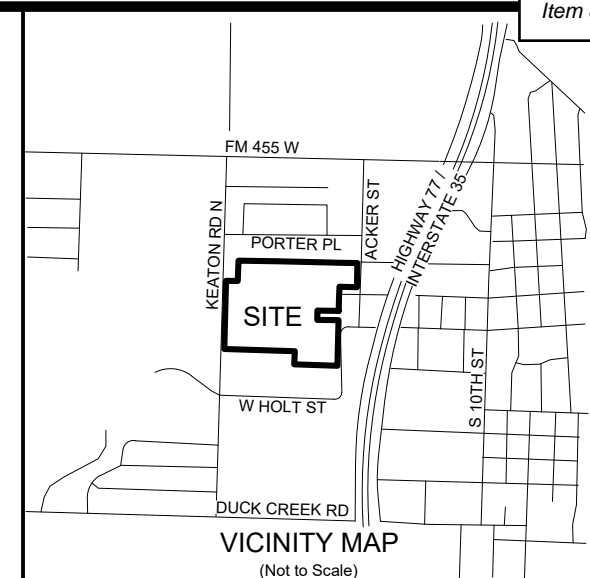 Item
FM 455 W
KEATON RD N
PORTER PL
ACKER ST
HIGHWAY 77 /
INTERSTATE 35
SITE
W HOLT ST
S 10TH ST
DUCK CREEK RD
VICINITY MAP
(Not to Scale)